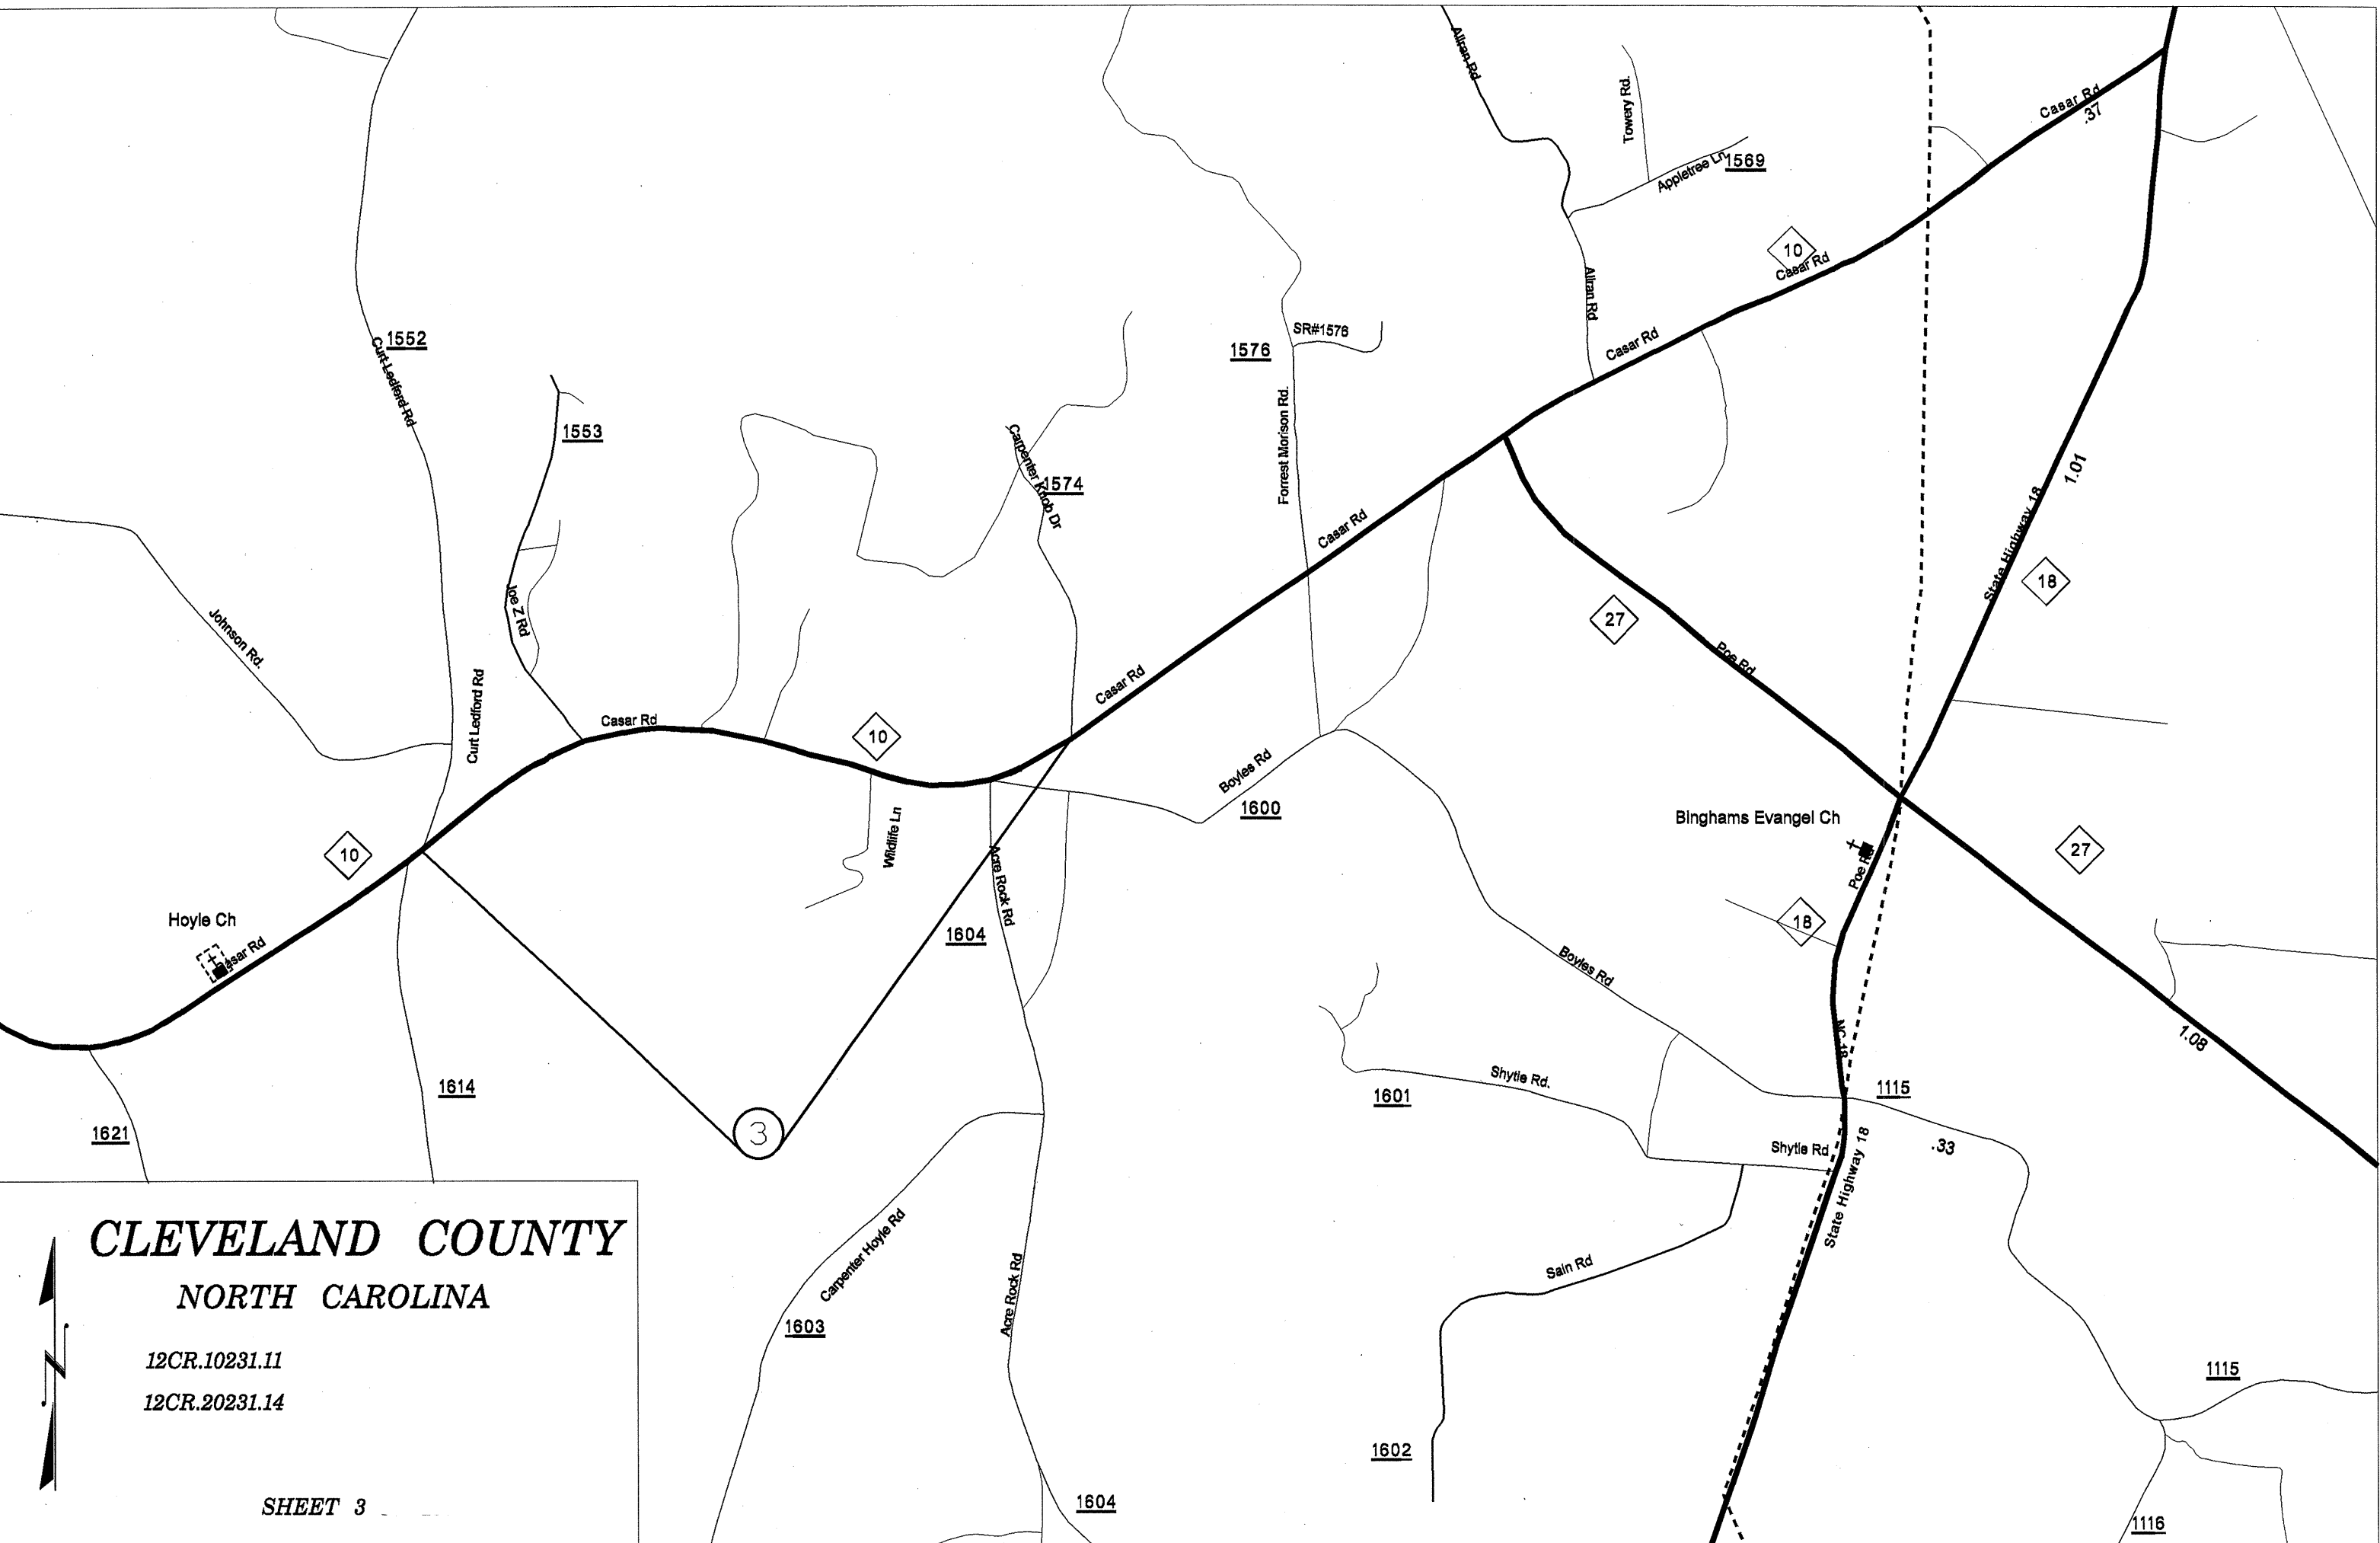 Allran Rd
Towery Rd.
Casar Rd
.37
Appletree Ln
1569
10
Casar Rd
Allran Rd
SR#1576
1552
1576
Casar Rd
Curt Ledford Rd
1553
Forrest Morison Rd.
Carpenter Knob Dr
1574
1.01
Casar Rd
State Highway 18
18
Joe Z Rd
27
Johnson Rd.
Poe Rd
Curt Ledford Rd
Casar Rd
Casar Rd
10
Boyles Rd
1600
Binghams Evangel Ch
Wildlife Ln
10
27
Poe Rd
Acre Rock Rd
Hoyle Ch
18
1604
asar Rd
Boyles Rd
NC 18
1.08
Shytle Rd.
1614
1601
1115
1621
3
Shytle Rd
.33
State Highway 18
CLEVELAND COUNTY
Carpenter Hoyle Rd
Sain Rd
NORTH CAROLINA
Acre Rock Rd
1603
12CR.10231.11
1115
12CR.20231.14
1602
SHEET 3
1604
1116